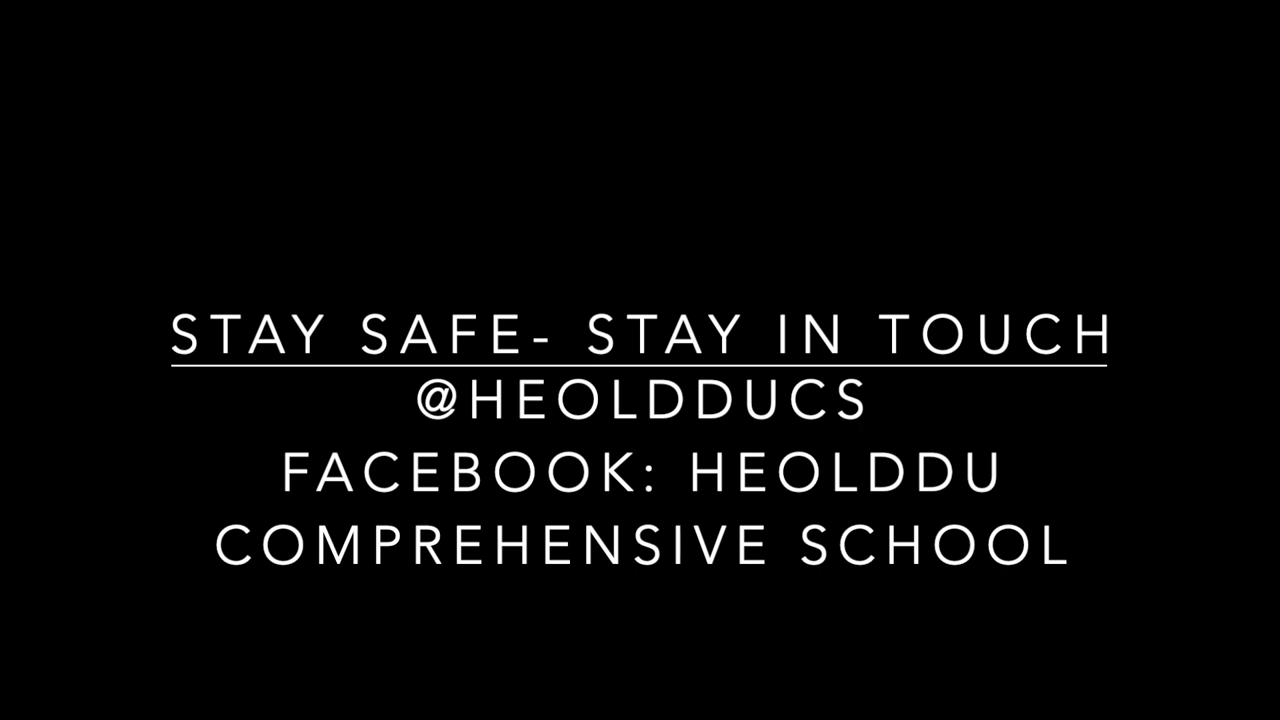 STAY SAFE- STAY IN TOUCH
@HEOLDDUCS
FACEBOOK: HEOLDDU
COMPREHENSIVE SCHOOL